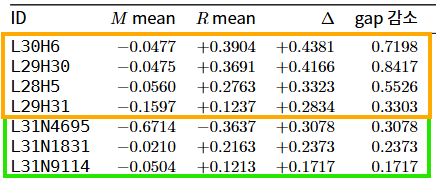 ID M mean R mean Δ gap 감소
L30H6 −0.0477 +0.3904 +0.4381 0.7198
L29H30 −0.0475 +0.3691 +0.4166 0.8417
L28H5 −0.0560 +0.2763 +0.3323 0.5526
L29H31 −0.1597 +0.1237 +0.2834 0.3303
L31N4695 −0.6714 −0.3637 +0.3078 0.3078
L31N1831 −0.0210 +0.2163 +0.2373 0.2373
L31N9114 −0.0504 +0.1213 +0.1717 0.1717